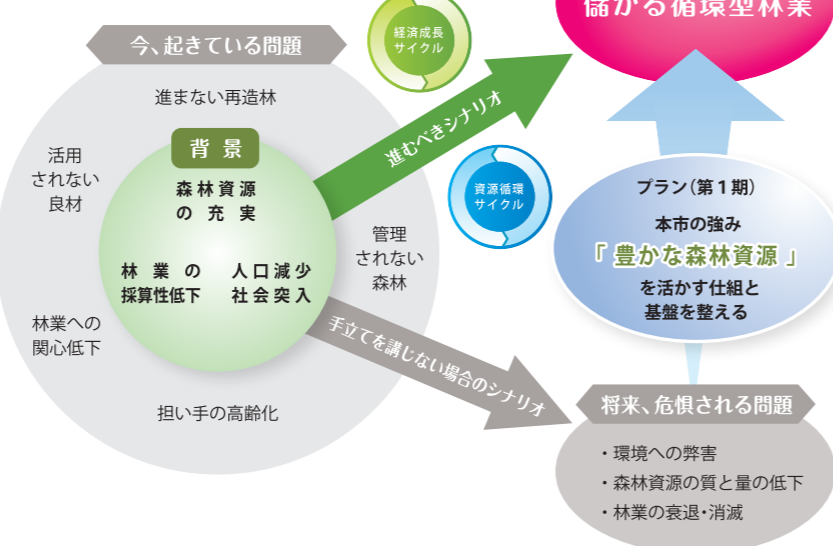 儲かる循環型林業
経済成長
サイクル
今、起きている問題
進まない再造林
活用
されない
良材
背景
森林資源
の充実
林業の
採算性低下
人口減少
社会突入
管理
されない
森林
林業への
関心低下
担い手の高齢化
進むべきシナリオ
資源循環
サイクル
手立てを講じない場合のシナリオ
プラン(第1期)
本市の強み
「豊かな森林資源」
を活かす仕組と
基盤を整える
将来、危惧される問題
・環境への弊害
・森林資源の質と量の低下
・林業の衰退・消滅